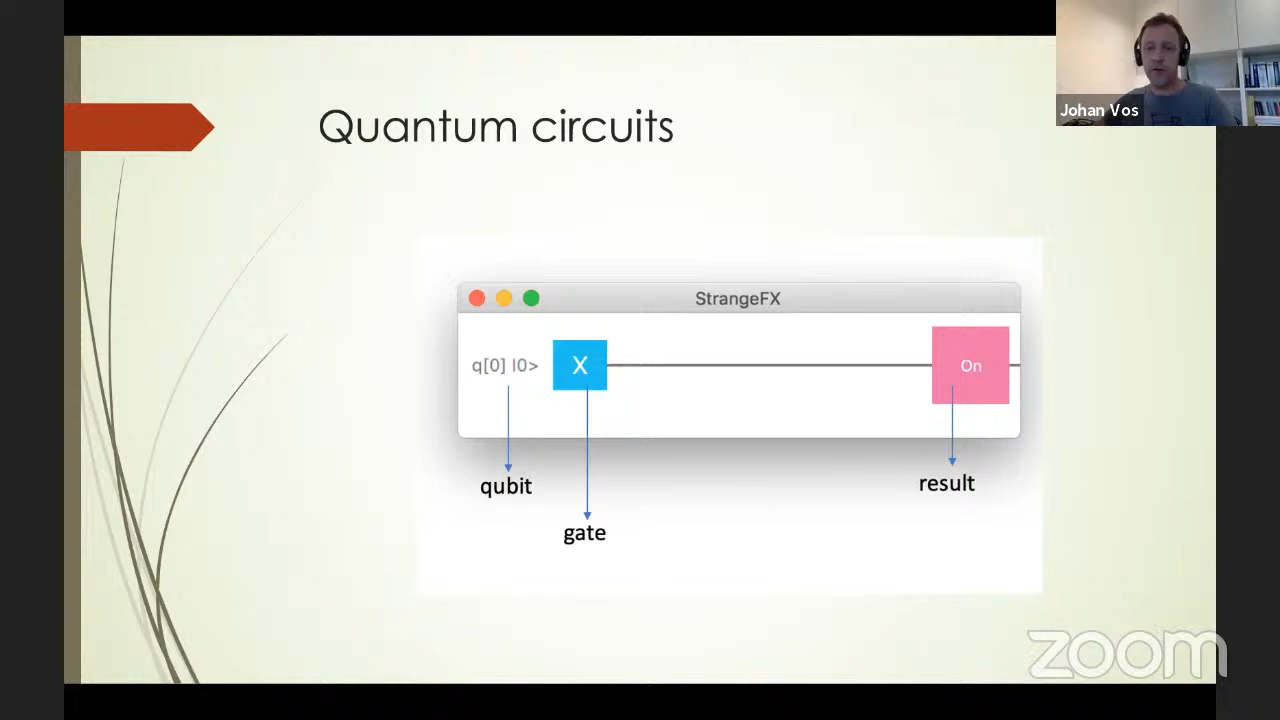 Johan Vos
Quantum circuits
StrangeFX
q[0] |0>
X
On
qubit
result
gate
zoom